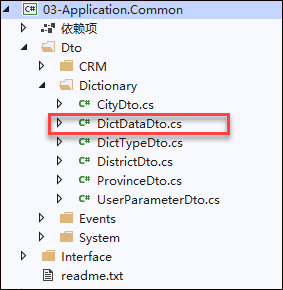 C# 03-Application.Common
依赖项
Dto
CRM
Dictionary
C# CityDto.cs
C# DictDataDto.cs
C# DictTypeDto.cs
C# DistrictDto.cs
C# ProvinceDto.cs
C# UserParameterDto.cs
Events
System
Interface
readme.txt